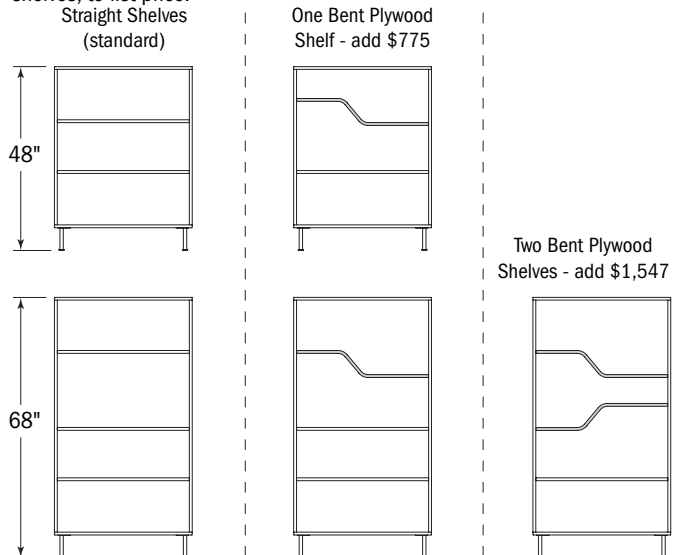 shelves, to list price.
Straight Shelves
(standard)
One Bent Plywood
Shelf - add $775
48"
Two Bent Plywood
Shelves - add $1,547
68"